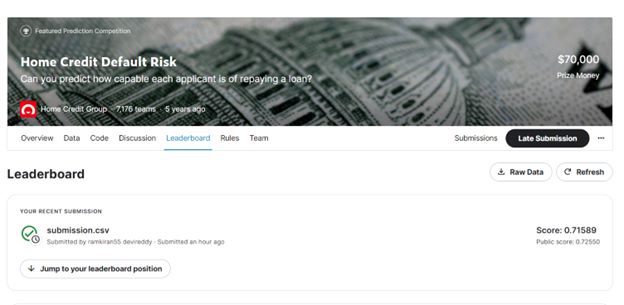 Featured Prediction Competition
Home Credit Default Risk
Can you predict how capable each applicant is of repaying a loan?
$70,000
Prize Money
Home Credit Group · 7,176 teams · 5 years ago
Overview Data Code Discussion Leaderboard Rules Team Submissions Late Submission ...
Leaderboard
Raw Data Refresh
YOUR RECENT SUBMISSION
submission.csv
Submitted by ramkiran55 devireddy · Submitted an hour ago
Score: 0.71589
Public score: 0.72550
Jump to your leaderboard position